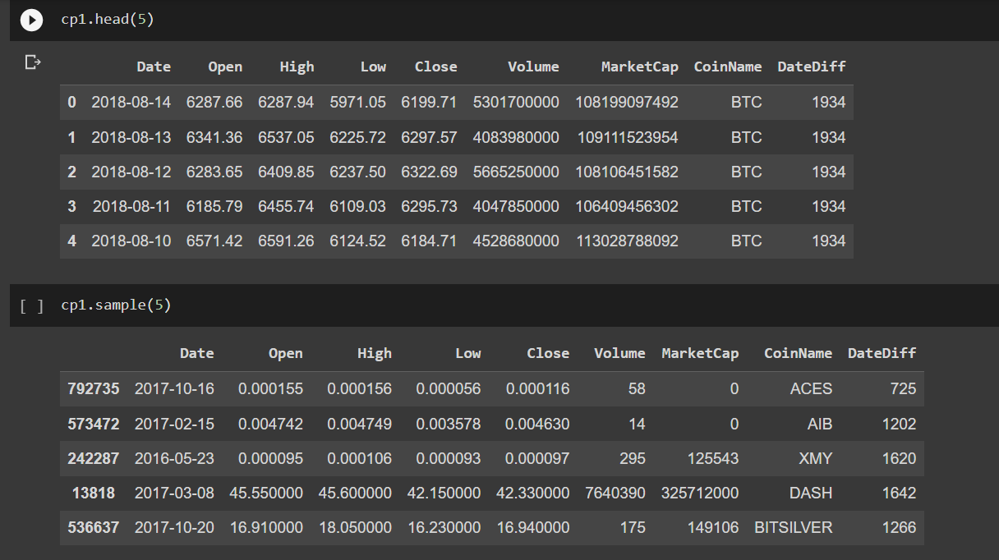 cp1.head(5)
Date Open High Low Close Volume MarketCap CoinName DateDiff
0 2018-08-14 6287.66 6287.94 5971.05 6199.71 5301700000 108199097492 BTC 1934
1 2018-08-13 6341.36 6537.05 6225.72 6297.57 4083980000 109111523954 BTC 1934
2 2018-08-12 6283.65 6409.85 6237.50 6322.69 5665250000 108106451582 BTC 1934
3 2018-08-11 6185.79 6455.74 6109.03 6295.73 4047850000 106409456302 BTC 1934
4 2018-08-10 6571.42 6591.26 6124.52 6184.71 4528680000 113028788092 BTC 1934
[ ] cp1.sample(5)
Date Open High Low Close Volume MarketCap CoinName DateDiff
792735 2017-10-16 0.000155 0.000156 0.000056 0.000116 58 0 ACES 725
573472 2017-02-15 0.004742 0.004749 0.003578 0.004630 14 0 AIB 1202
242287 2016-05-23 0.000095 0.000106 0.000093 0.000097 295 125543 XMY 1620
13818 2017-03-08 45.550000 45.600000 42.150000 42.330000 7640390 325712000 DASH 1642
536637 2017-10-20 16.910000 18.050000 16.230000 16.940000 175 149106 BITSILVER 1266